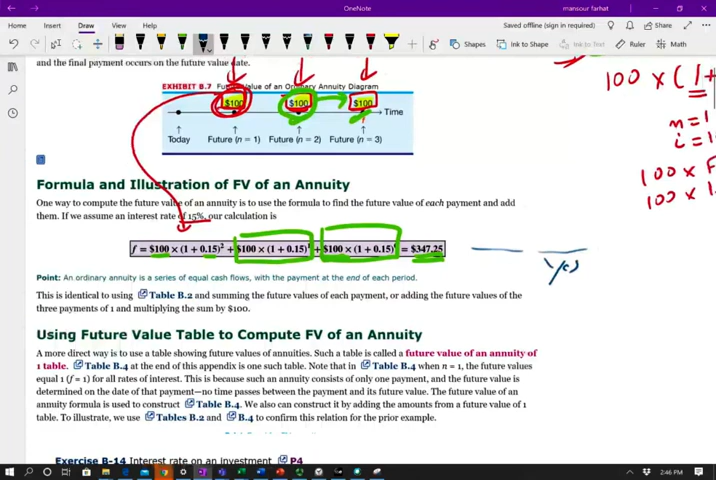 OneNote
mansour farhat
Home Insert Draw View Help
Saved offline (sign in required) Share
Shapes Ink to Shape Ink to Text Ruler Math
and the final payment occurs on the future value date.
EXHIBIT B.7 Future Value of an Ordinary Annuity Diagram
$100 $100 $100
Time
Today Future (n = 1) Future (n = 2) Future (n = 3)
100 x (1+
n=1
100 x F
100 x 1.
Formula and Illustration of FV of an Annuity
One way to compute the future value of an annuity is to use the formula to find the future value of each payment and add
them. If we assume an interest rate of 15%, our calculation is
f = $100 × (1 + 0.15)² + $100 × (1 + 0.15)¹ + $100 × (1 + 0.15)⁰ = $347.25
Point: An ordinary annuity is a series of equal cash flows, with the payment at the end of each period.
This is identical to using Table B.2 and summing the future values of each payment, or adding the future values of the
three payments of 1 and multiplying the sum by $100.
Using Future Value Table to Compute FV of an Annuity
A more direct way is to use a table showing future values of annuities. Such a table is called a future value of an annuity of
1 table. Table B.4 at the end of this appendix is one such table. Note that in Table B.4 when n = 1, the future values
equal 1 (f = 1) for all rates of interest. This is because such an annuity consists of only one payment, and the future value is
determined on the date of that payment—no time passes between the payment and its future value. The future value of an
annuity formula is used to construct Table B.4. We also can construct it by adding the amounts from a future value of 1
table. To illustrate, we use Tables B.2 and B.4 to confirm this relation for the prior example.
Exercise B-14 Interest rate on an investment P4
2:46 PM